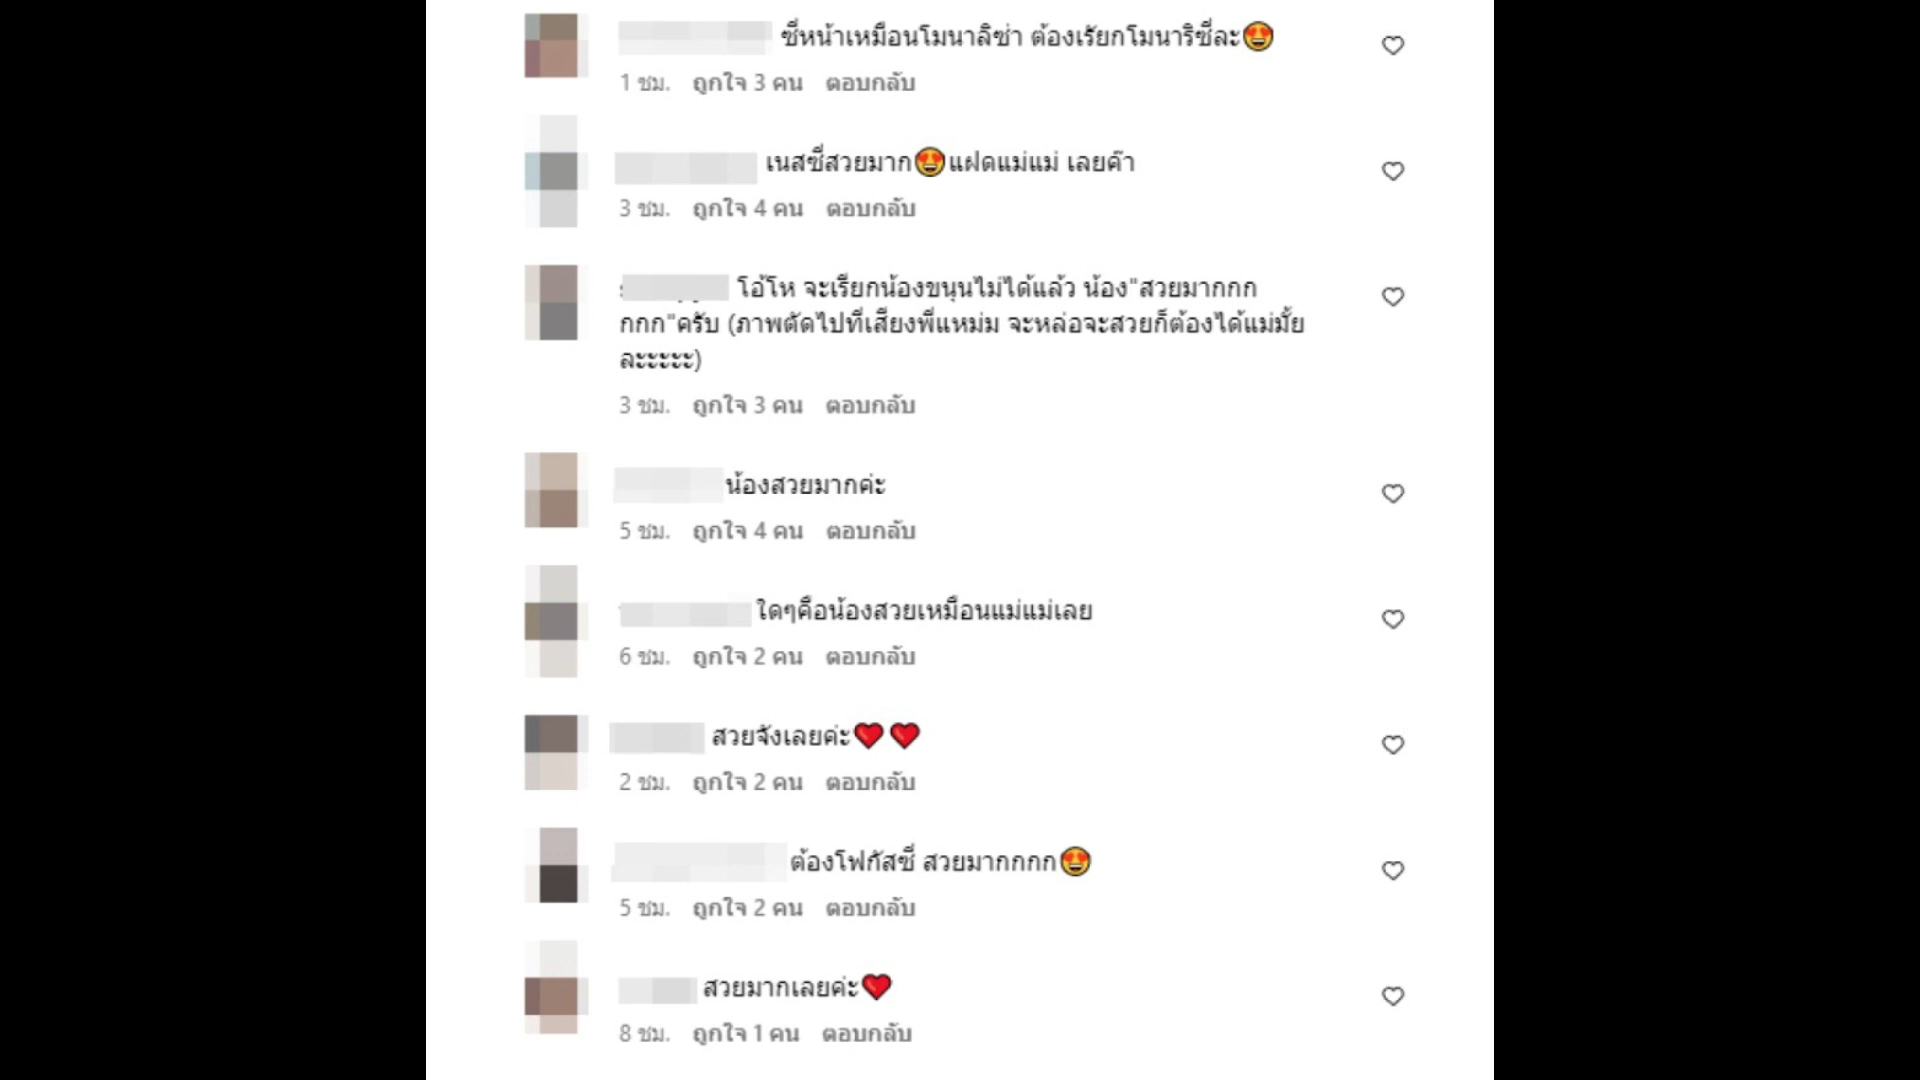 ซี่หน้าเหมือนโมนาลิซ่า ต้องเรียกโมนาริซี่ละ😍
1 ชม. ถูกใจ 3 คน ตอบกลับ
เนสซี่สวยมาก😍แฝดแม่แม่ เลยค๊า
3 ชม. ถูกใจ 4 คน ตอบกลับ
โอ้โห จะเรียกน้องขนุนไม่ได้แล้ว น้อง"สวยมากกก
กกก"ครับ (ภาพตัดไปที่เสียงพี่แหม่ม จะหล่อจะสวยก็ต้องได้แม่มั้ย
ละะะะะ)
3 ชม. ถูกใจ 3 คน ตอบกลับ
น้องสวยมากค่ะ
5 ชม. ถูกใจ 4 คน ตอบกลับ
ใดๆคือน้องสวยเหมือนแม่แม่เลย
6 ชม. ถูกใจ 2 คน ตอบกลับ
สวยจังเลยค่ะ❤️❤️
2 ชม. ถูกใจ 2 คน ตอบกลับ
ต้องโฟกัสซี่ สวยมากกกก😍
5 ชม. ถูกใจ 2 คน ตอบกลับ
สวยมากเลยค่ะ❤️
8 ชม. ถูกใจ 1 คน ตอบกลับ